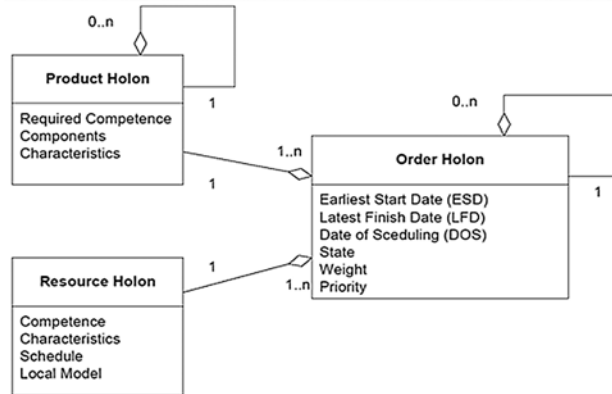 0..n
Product Holon
1
Required Competence
Components
Characteristics
1
0..n
1..n
Order Holon
1
Earliest Start Date (ESD)
Latest Finish Date (LFD)
Date of Sceduling (DOS)
State
Weight
Priority
1
1..n
Resource Holon
Competence
Characteristics
Schedule
Local Model